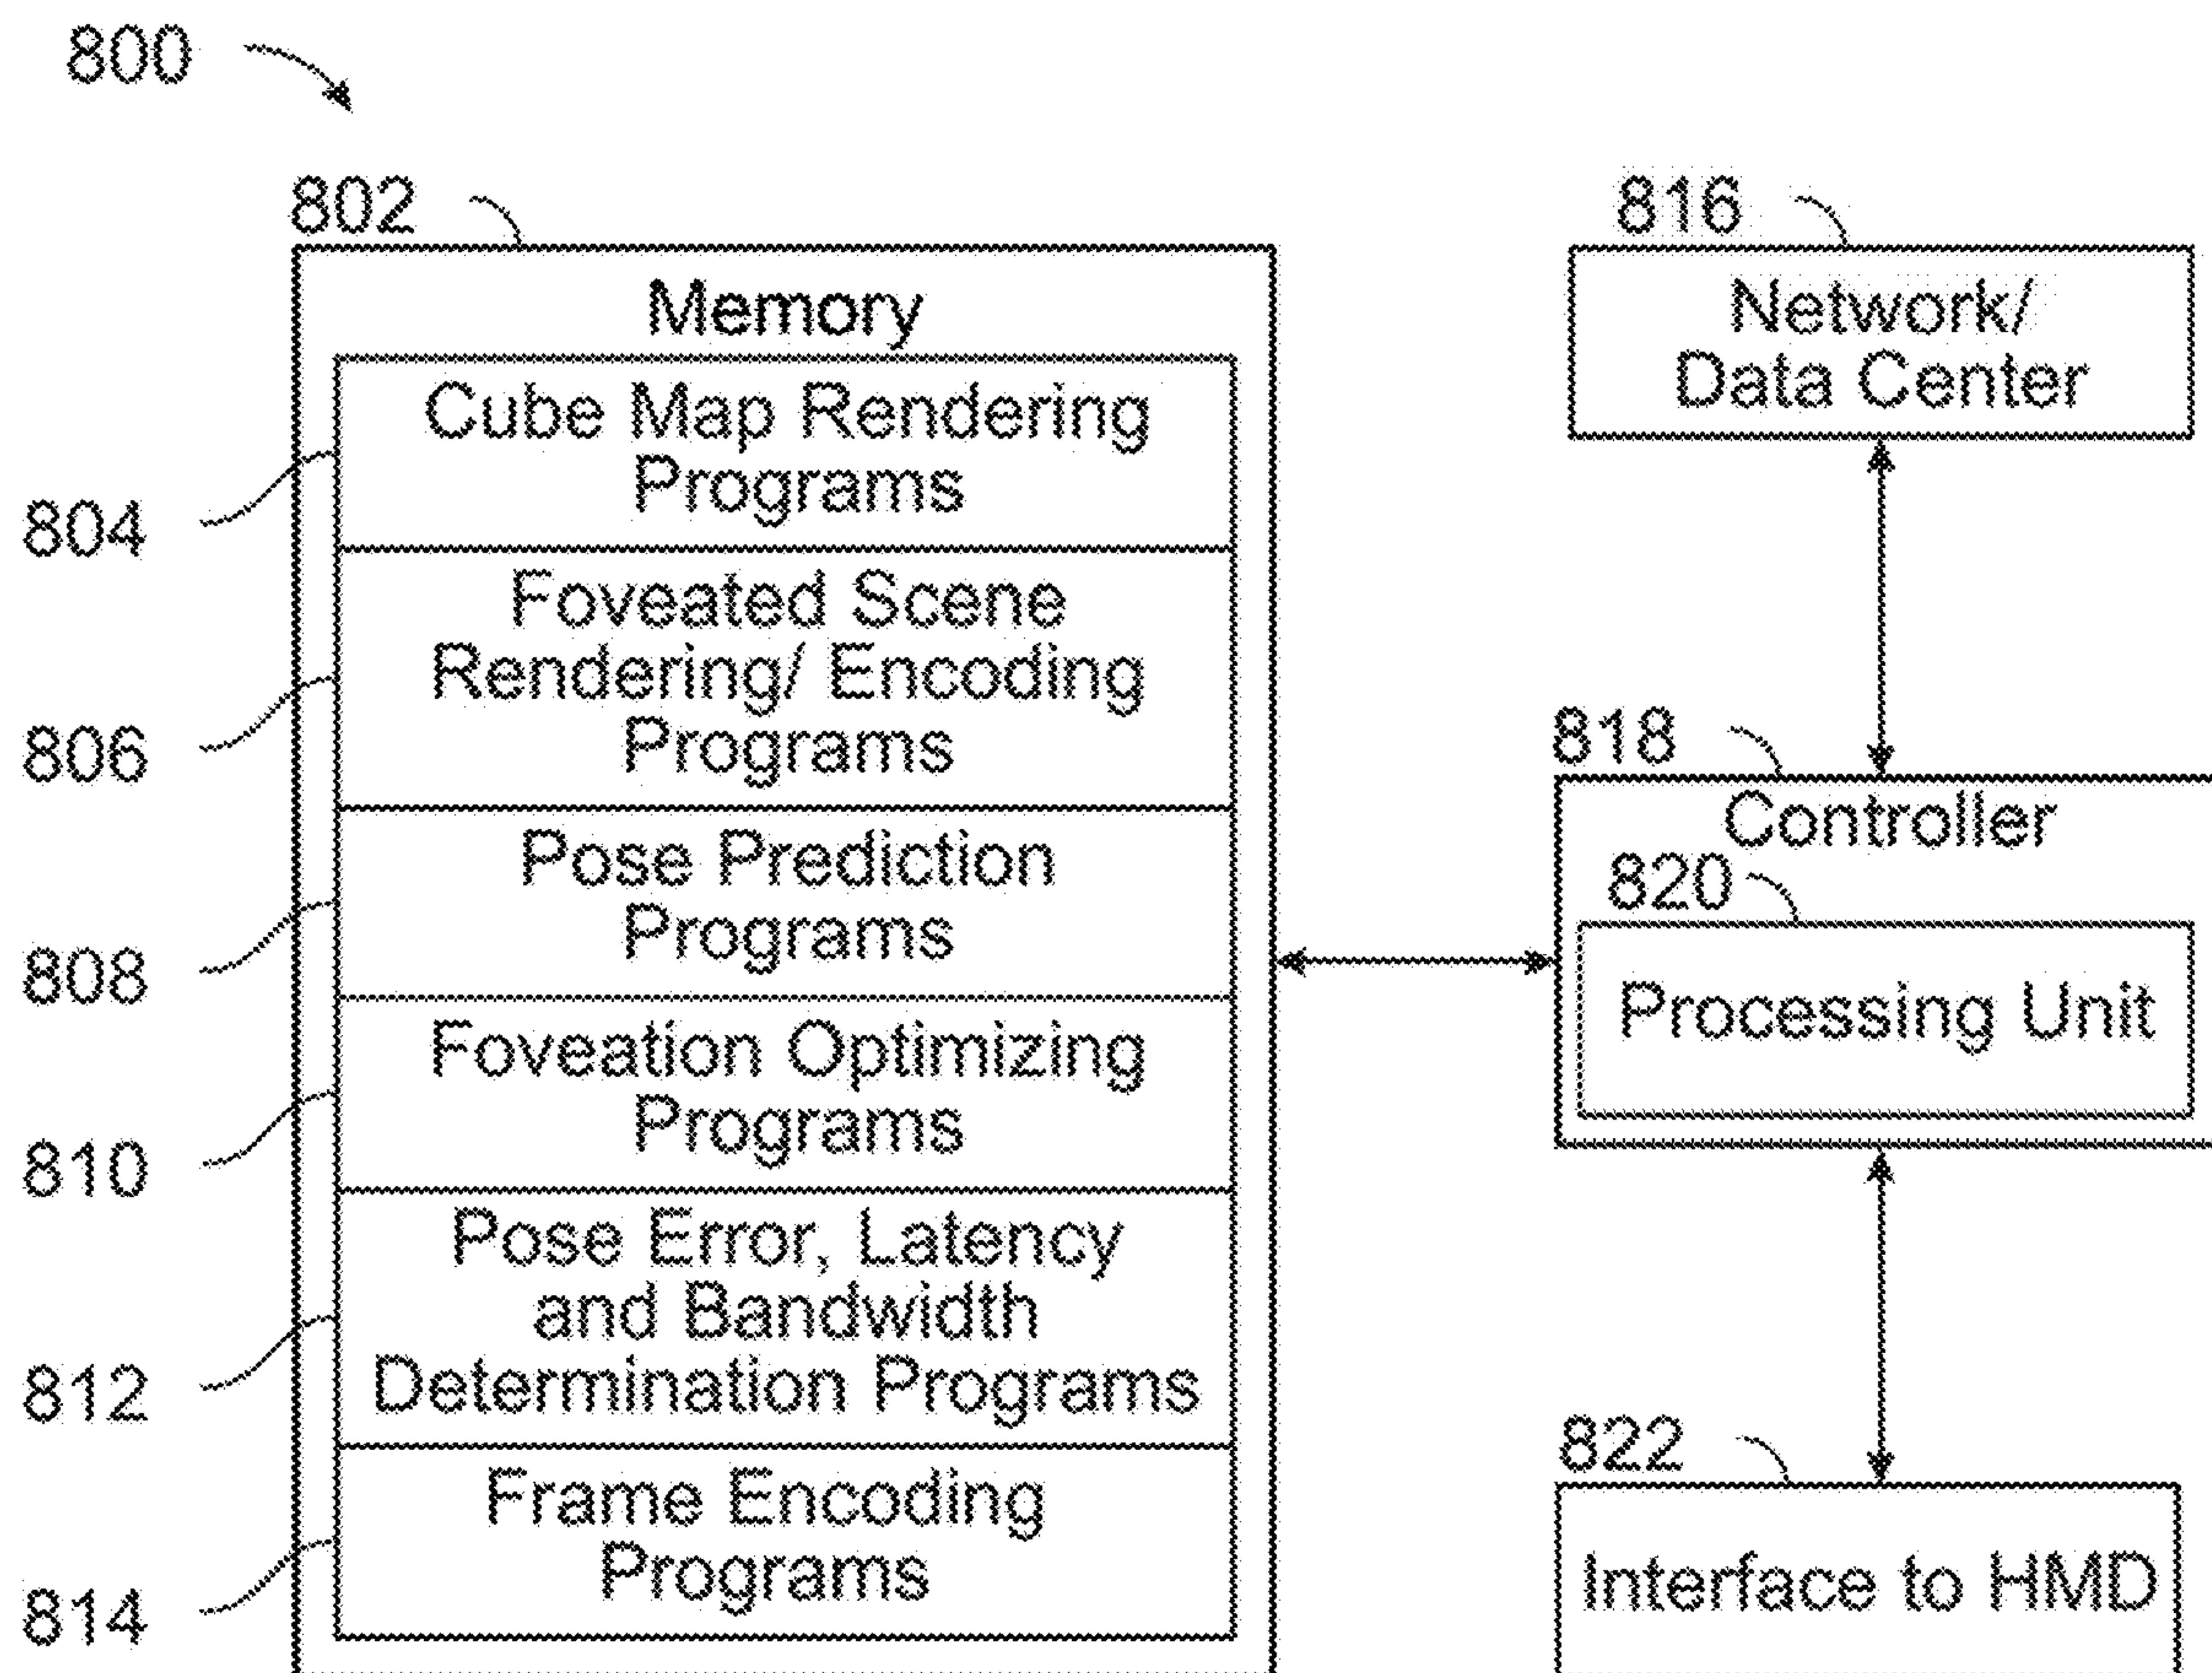 800
802
Memory
Cube Map Rendering
Programs
804
Foveated Scene
Rendering/ Encoding
Programs
806
Pose Prediction
Programs
808
Foveation Optimizing
Programs
810
Pose Error, Latency
and Bandwidth
Determination Programs
812
Frame Encoding
Programs
814
816
Network/
Data Center
818
Controller
820
Processing Unit
822
Interface to HMD